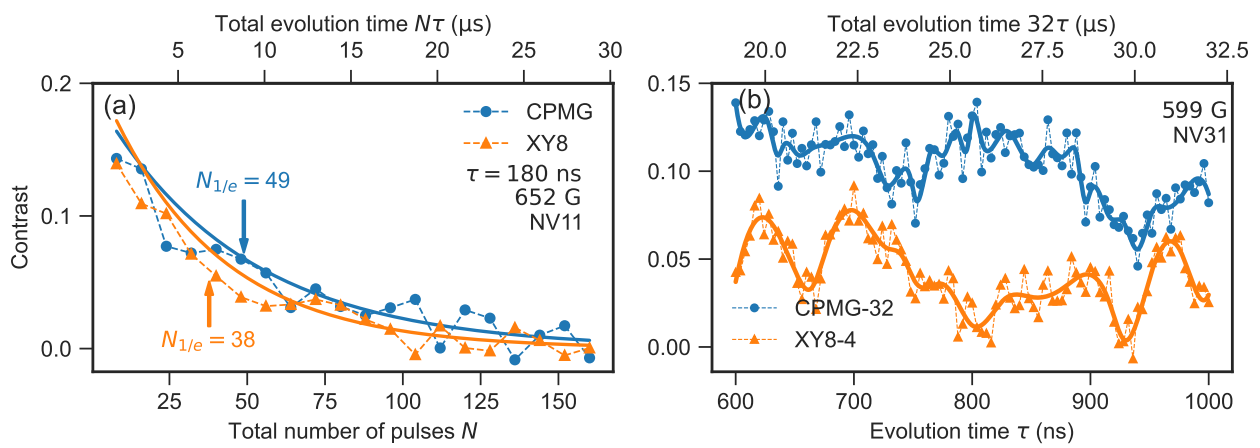 Total evolution time Nτ (μs)
5 10 15 20 25 30
(a)
CPMG
XY8
τ = 180 ns
652 G
NV11
N1/e = 49
N1/e = 38
0.2
0.1
0.0
Contrast
25 50 75 100 125 150
Total number of pulses N
Total evolution time 32τ (μs)
20.0 22.5 25.0 27.5 30.0 32.5
(b)
599 G
NV31
CPMG-32
XY8-4
0.15
0.10
0.05
0.00
600 700 800 900 1000
Evolution time τ (ns)